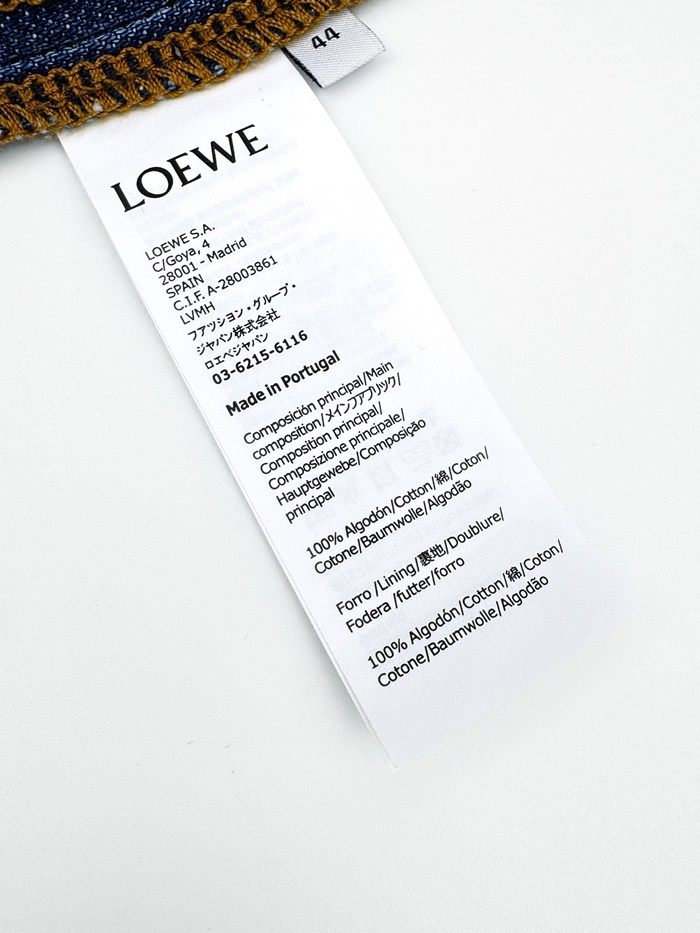 44
LOEWE
LOEWE S.A.
C/Goya, 4
28001 - Madrid
SPAIN
C.I.F. A-28003861
LVMH
ファッション・グループ・
ジャパン株式会社
ロエベジャパン
03-6215-6116
Made in Portugal
Composición principal/Main
composition/メインファブリック/
Composition principal/
Composizione principale/
Hauptgewebe/Composição
principal
100% Algodón/Cotton/綿/Coton/
Cotone/Baumwolle/Algodão
Forro /Lining/裏地/Doublure/
Fodera /futter/forro
100% Algodón/Cotton/綿/Coton/
Cotone/Baumwolle/Algodão